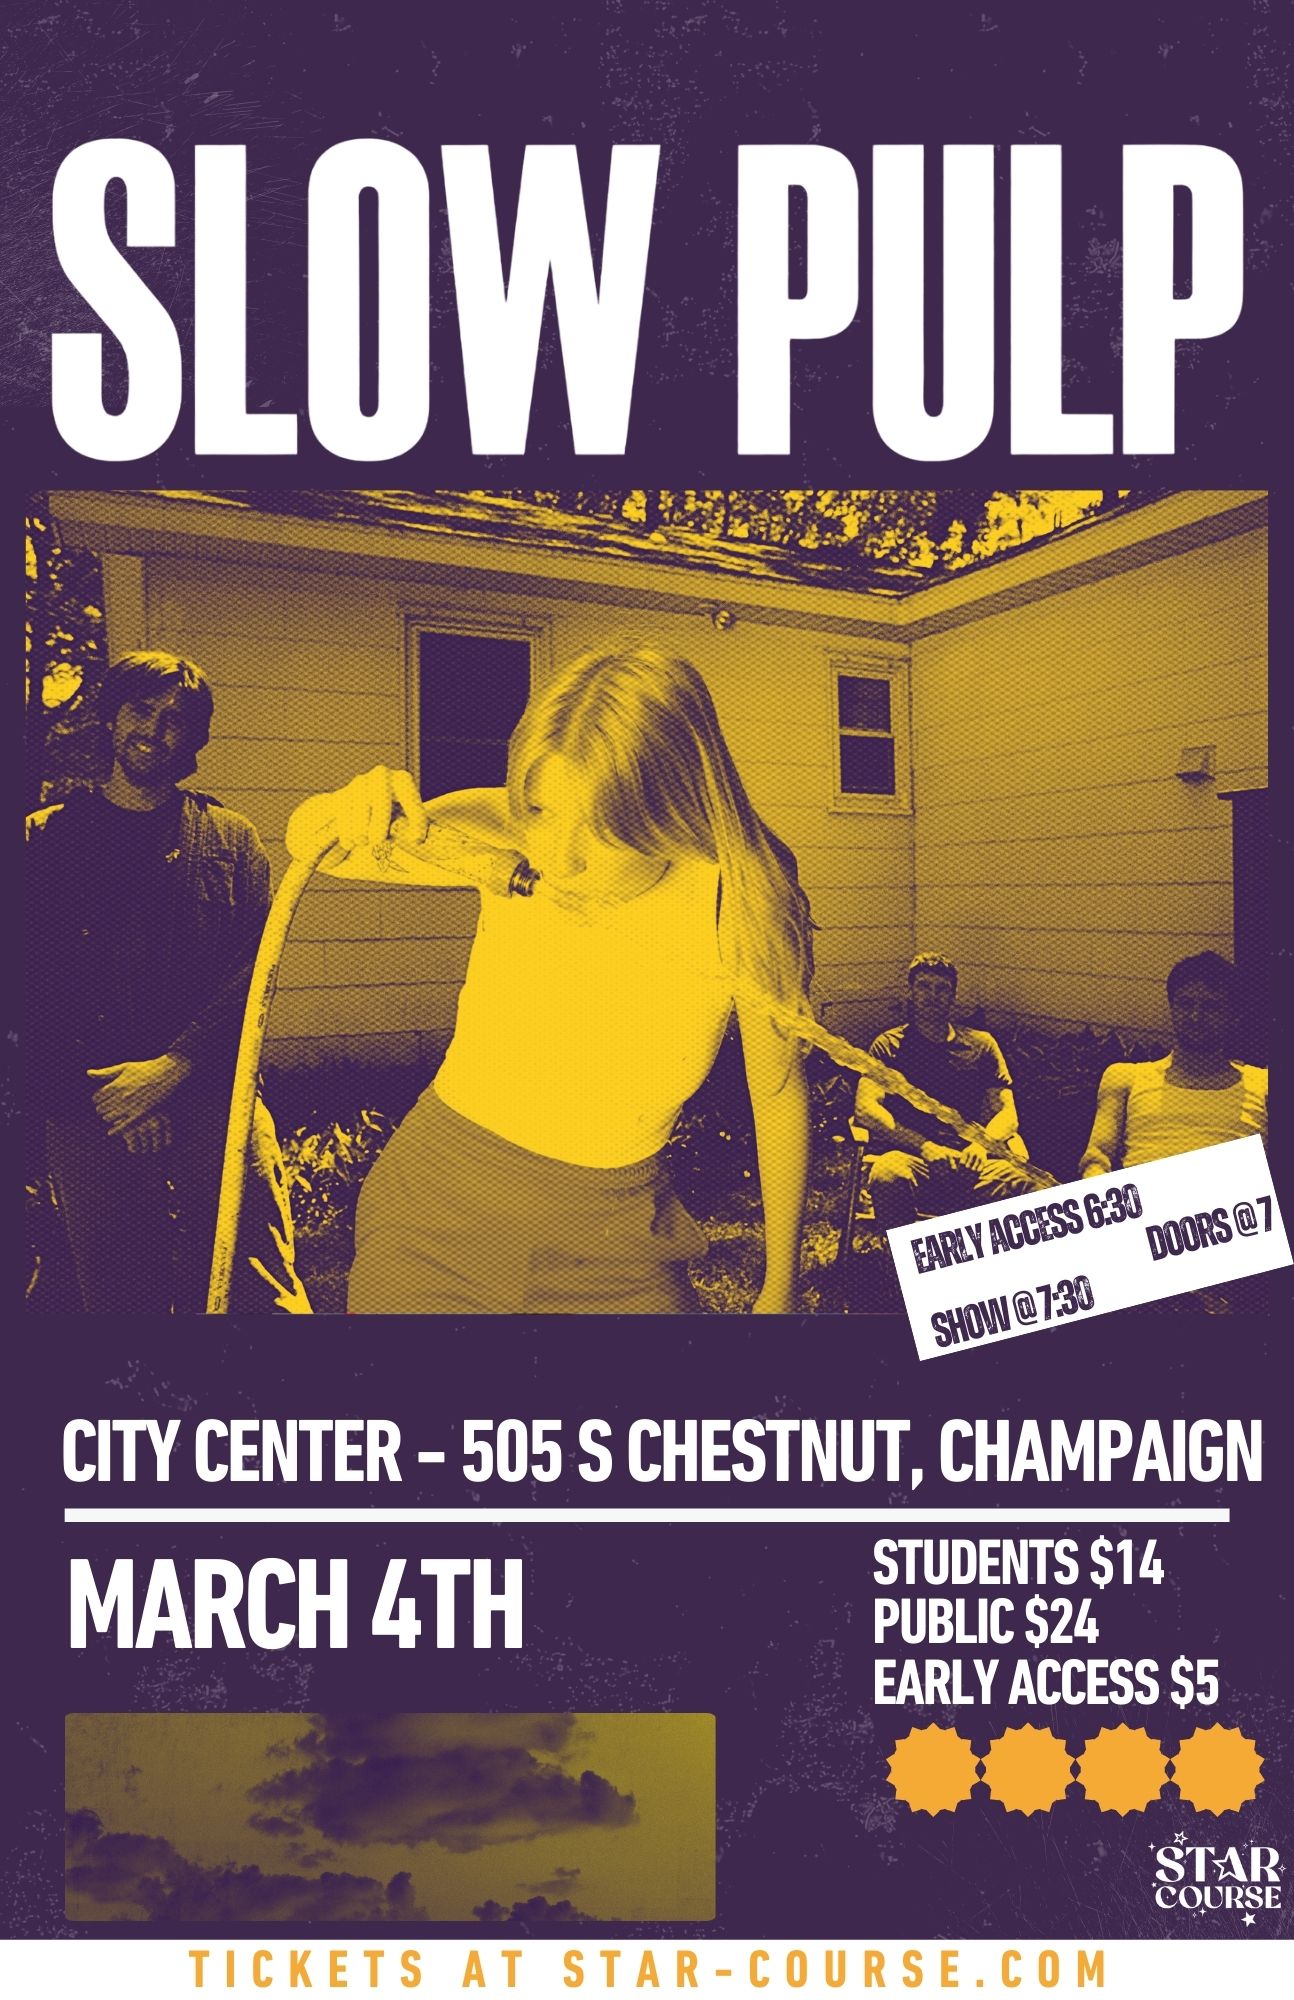 SLOW PULP
EARLY ACCESS 6:30
DOORS @ 7
SHOW @ 7:30
CITY CENTER - 505 S CHESTNUT, CHAMPAIGN
MARCH 4TH
STUDENTS $14
PUBLIC $24
EARLY ACCESS $5
STAR
COURSE
TICKETS AT STAR-COURSE.COM